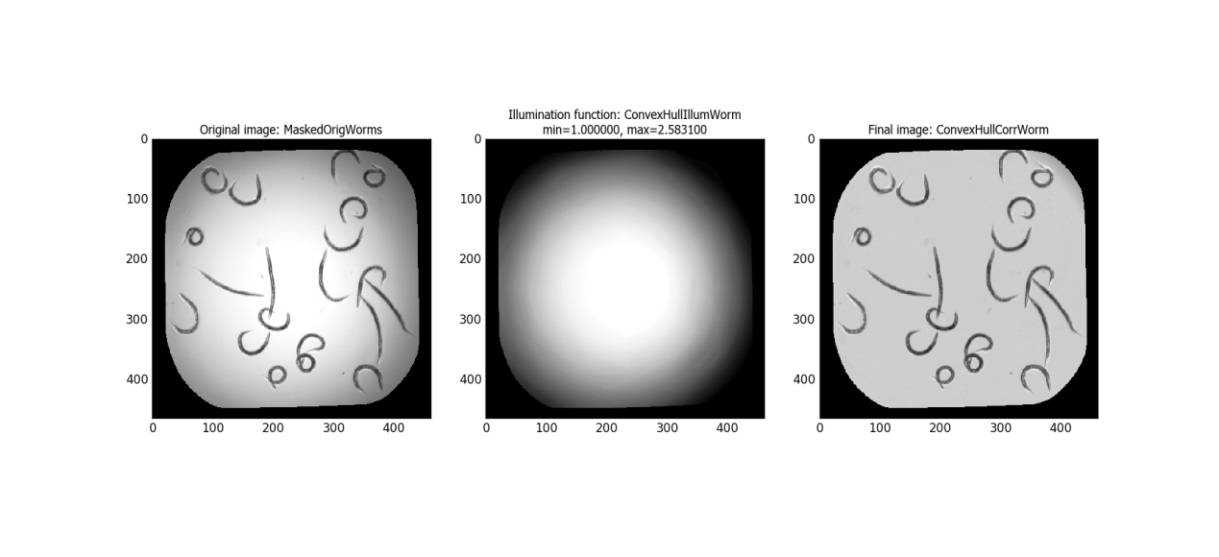 Original image: MaskedOrigWorms
0
100
200
300
400
0 100 200 300 400
Illumination function: ConvexHullIllumWorm
min=1.000000, max=2.583100
0
100
200
300
400
0 100 200 300 400
Final image: ConvexHullCorrWorm
0
100
200
300
400
0 100 200 300 400